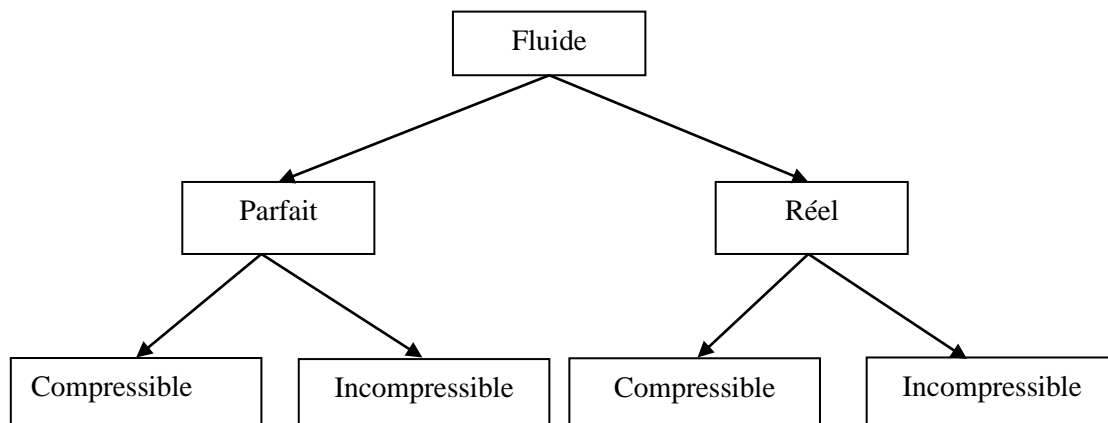 Fluide
Parfait
Réel
Compressible
Incompressible
Compressible
Incompressible